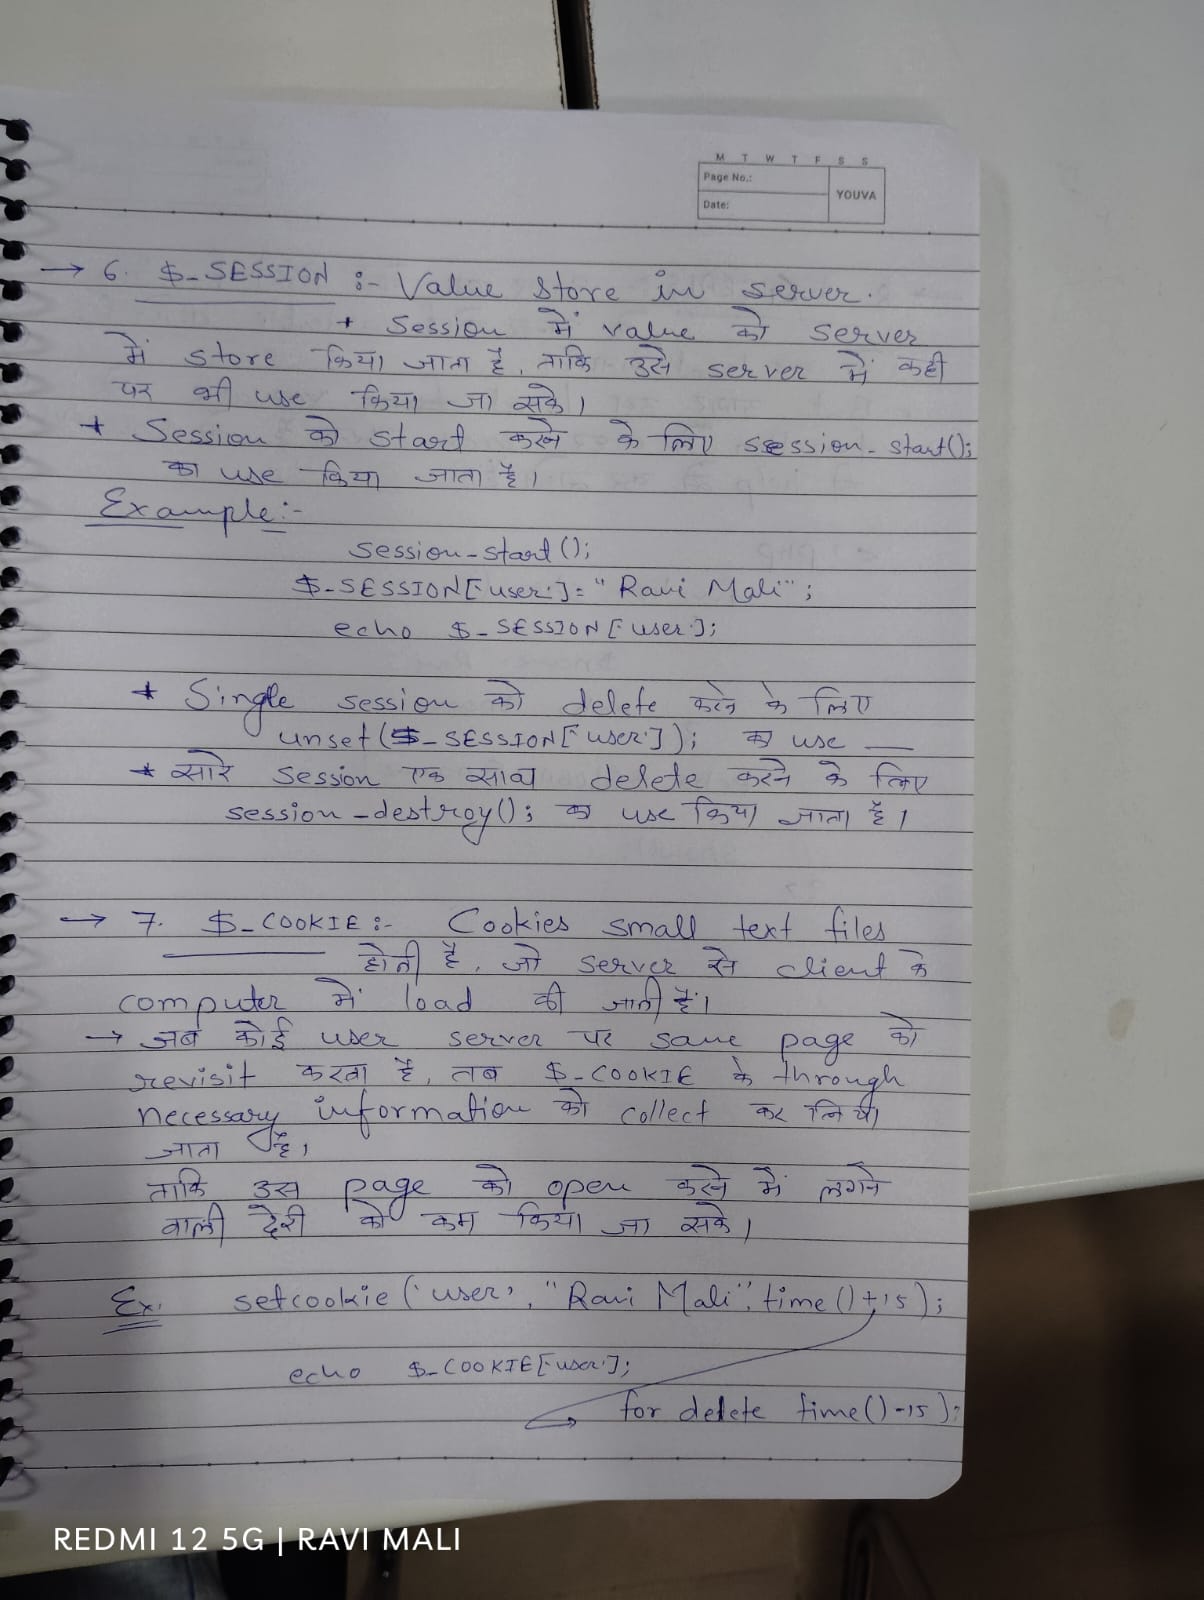 M T W T F S S
Page No.:
YOUVA
Date:
→ 6. $_SESSION :- Value store in server.
* Session में value को server
में store किया जाता है, ताकि उसे server में कही
पर भी use किया जा सके।
* Session को start करने के लिए session_start();
का use किया जाता है।
Example:-
session_start();
$_SESSION['user']= "Ravi Mali";
echo $_SESSION['user'];
* Single session को delete करने के लिए
unset($_SESSION['user']); का use —
* सारे session एक साथ delete करने के लिए
session_destroy(); का use किया जाता है।
→ 7. $_COOKIE:- Cookies small text files
होती है, जो server से client के
computer में load की जाती हैं।
→ जब कोई user server पर same page को
revisit करता है, तब $_COOKIE के through
necessary information को collect कर लिया
जाता है।
ताकि उस page को open करने में लगने
वाली देरी को कम किया जा सके।
Ex. setcookie('user', "Ravi Mali", time()+15);
echo $_COOKIE['user'];
for delete time()-15);
REDMI 12 5G | RAVI MALI